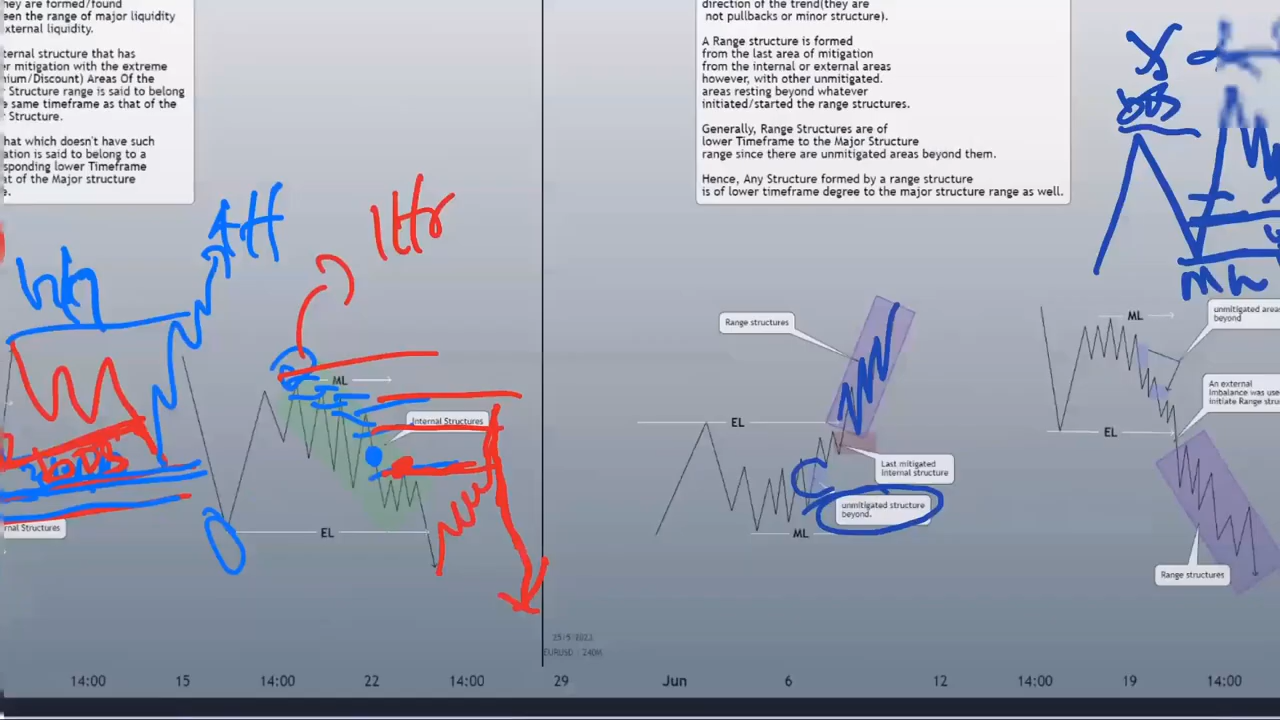 hey are formed/found
een the range of major liquidity
xternal liquidity.
ternal structure that has
r mitigation with the extreme
nium/Discount) Areas Of the
r Structure range is said to belong
e same timeframe as that of the
r Structure.
hat which doesn't have such
ation is said to belong to a
sponding lower Timeframe
at of the Major structure
e.
direction of the trend(they are
not pullbacks or minor structure).
A Range structure is formed
from the last area of mitigation
from the internal or external areas
however, with other unmitigated.
areas resting beyond whatever
initiated/started the range structures.
Generally, Range Structures are of
lower Timeframe to the Major Structure
range since there are unmitigated areas beyond them.
Hence, Any Structure formed by a range structure
is of lower timeframe degree to the major structure range as well.
bos
4H
1Hr
ML
Internal Structures
EL
rnal Structures
Range structures
EL
Last mitigated
Internal structure
unmitigated structure
beyond.
ML
ML
unmitigated area
beyond
An external
imbalance was use
initiate Range stru
EL
Range structures
25/5/2023
EURUSD : 240M
14:00 15 14:00 22 14:00 29 Jun 6 12 14:00 19 14:00